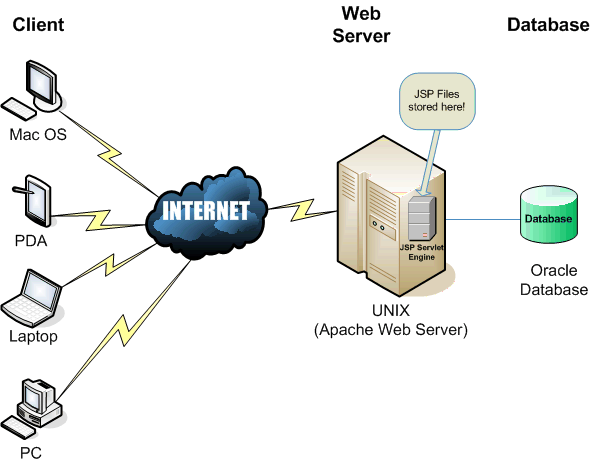 Client
Web
Server
Database
JSP Files
stored here!
Mac OS
INTERNET
PDA
Database
JSP Servlet
Engine
Oracle
Database
Laptop
UNIX
(Apache Web Server)
PC